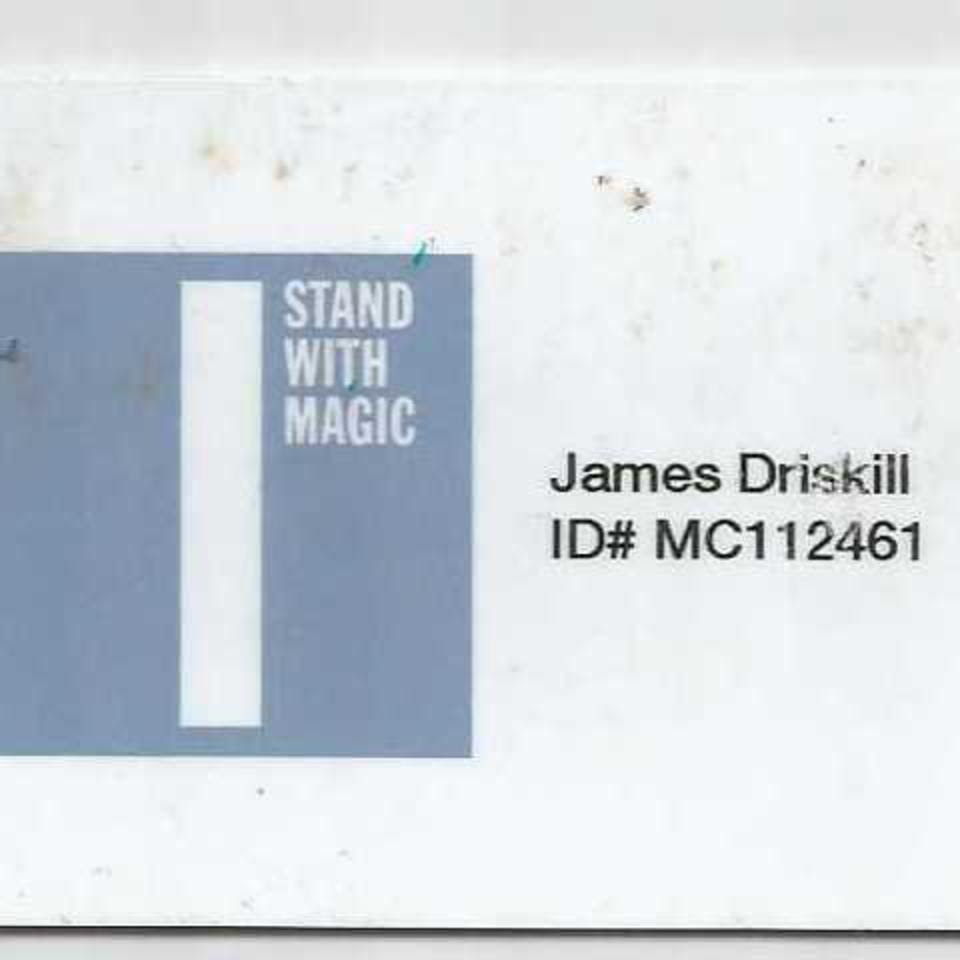 I STAND
WITH
MAGIC
James Driskill
ID# MC112461